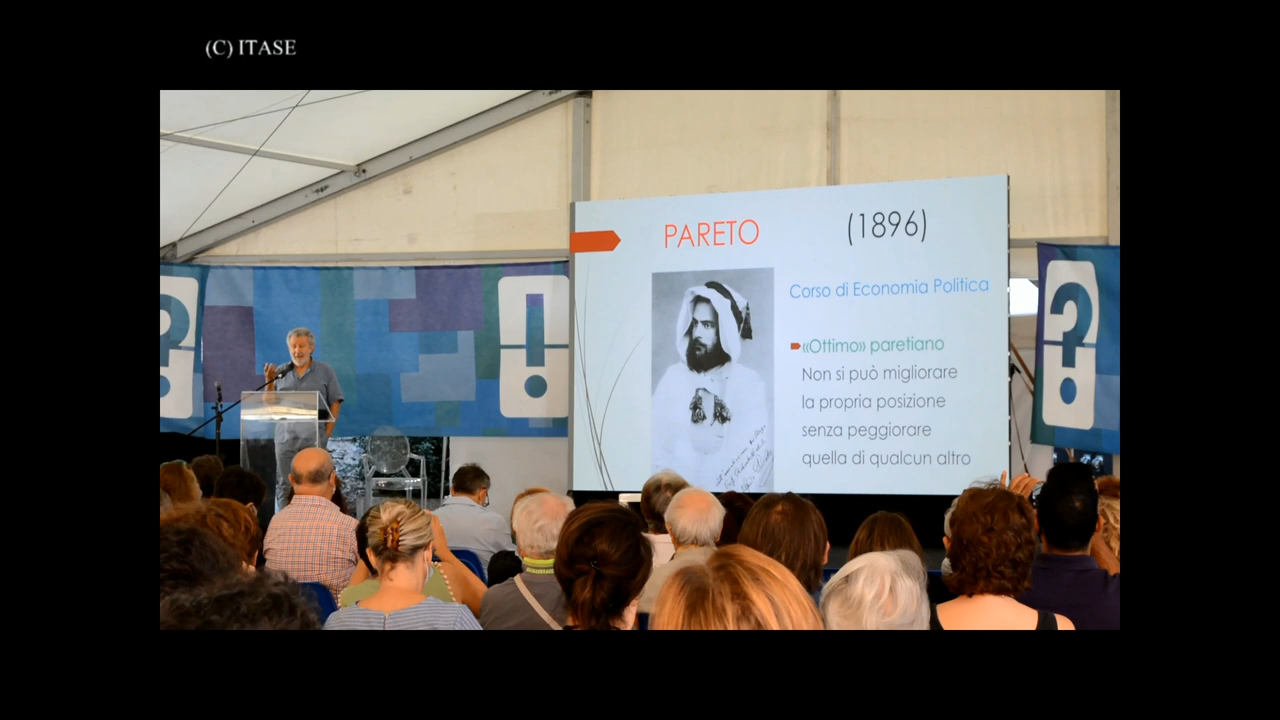 (C) ITASE
PARETO (1896)
Corso di Economia Politica
«Ottimo» paretiano
Non si può migliorare
la propria posizione
senza peggiorare
quella di qualcun altro
?
!
?